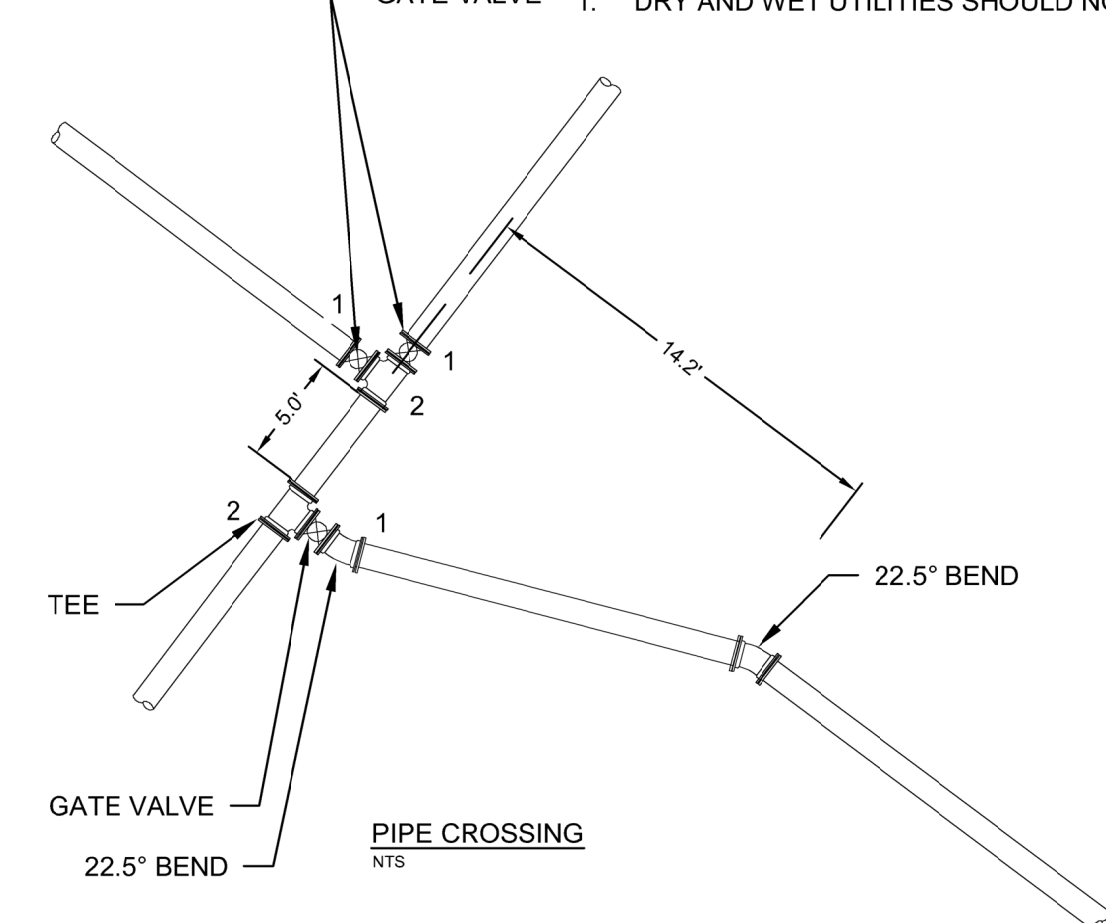 GATE VALVE
1. DRY AND WET UTILITIES SHOULD
1
1
14.2'
2
5.0'
2
1
22.5° BEND
TEE
GATE VALVE
PIPE CROSSING
22.5° BEND
NTS